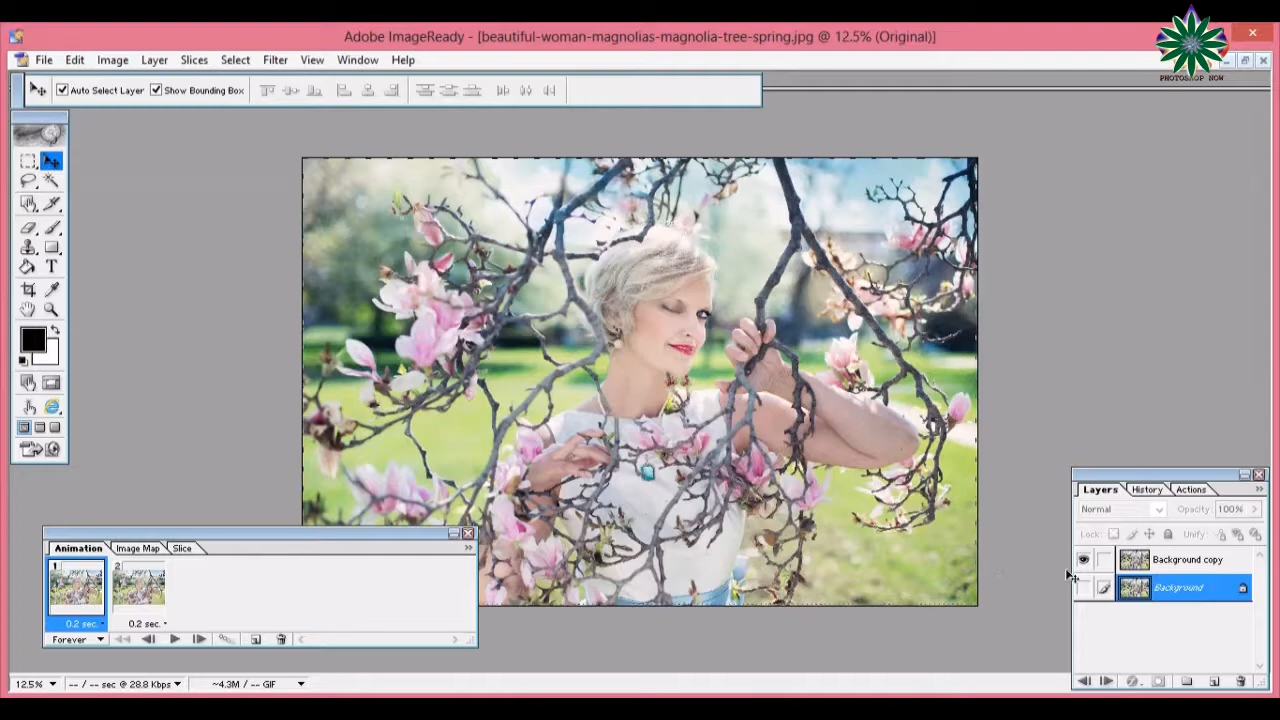 Adobe ImageReady - [beautiful-woman-magnolias-magnolia-tree-spring.jpg @ 12.5% (Original)]
PHOTOSHOP NOW
File Edit Image Layer Slices Select Filter View Window Help
Auto Select Layer Show Bounding Box
Layers History Actions
Normal Opacity: 100%
Lock: Unify:
Background copy
Background
Animation Image Map Slice
1 2
0.2 sec. 0.2 sec.
Forever
12.5% -- / -- sec @ 28.8 Kbps ~4.3M / -- GIF